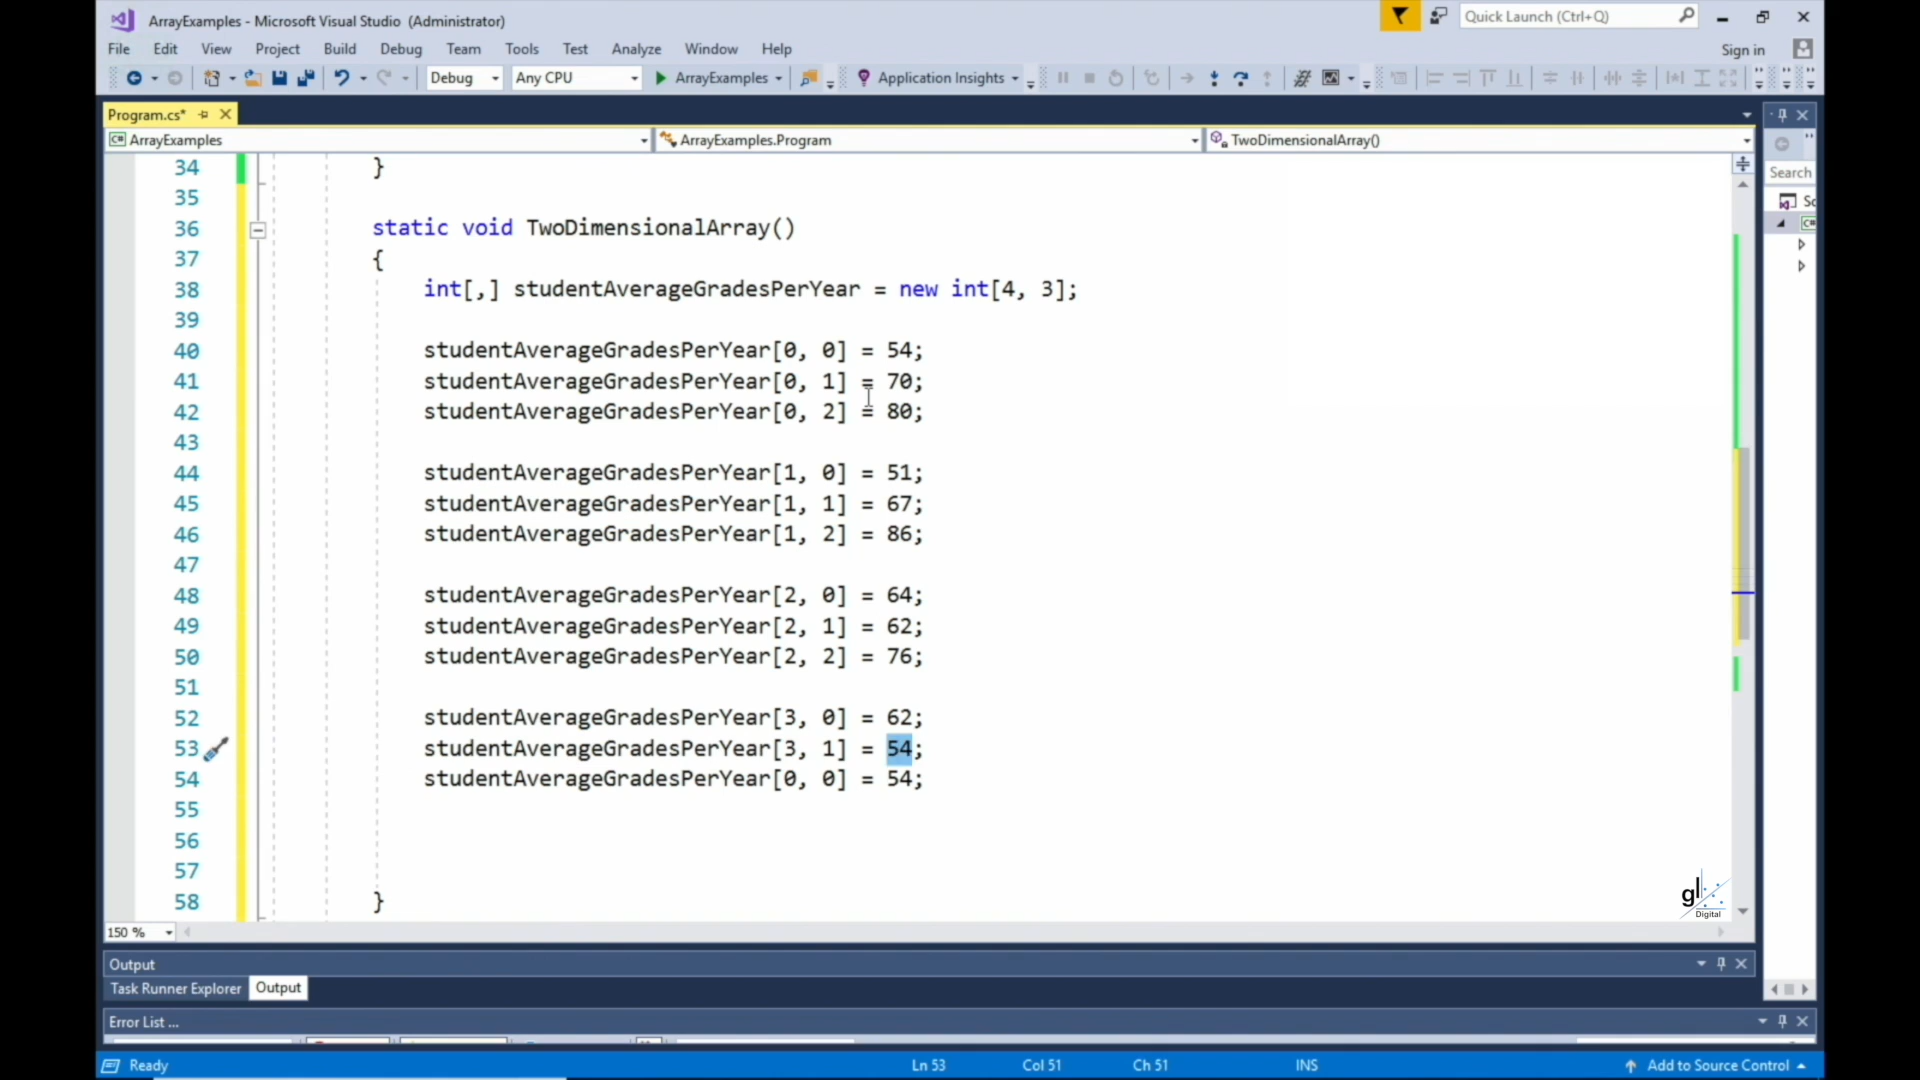 ArrayExamples - Microsoft Visual Studio (Administrator)
Quick Launch (Ctrl+Q)
File Edit View Project Build Debug Team Tools Test Analyze Window Help
Sign in
Debug Any CPU ArrayExamples Application Insights
Program.cs*
ArrayExamples ArrayExamples.Program TwoDimensionalArray()
Search
34 }
35
36 static void TwoDimensionalArray()
37 {
38 int[,] studentAverageGradesPerYear = new int[4, 3];
39
40 studentAverageGradesPerYear[0, 0] = 54;
41 studentAverageGradesPerYear[0, 1] = 70;
42 studentAverageGradesPerYear[0, 2] = 80;
43
44 studentAverageGradesPerYear[1, 0] = 51;
45 studentAverageGradesPerYear[1, 1] = 67;
46 studentAverageGradesPerYear[1, 2] = 86;
47
48 studentAverageGradesPerYear[2, 0] = 64;
49 studentAverageGradesPerYear[2, 1] = 62;
50 studentAverageGradesPerYear[2, 2] = 76;
51
52 studentAverageGradesPerYear[3, 0] = 62;
53 studentAverageGradesPerYear[3, 1] = 54;
54 studentAverageGradesPerYear[0, 0] = 54;
55
56
57
58 }
gl
Digital
150 %
Output
Task Runner Explorer Output
Error List ...
Ready Ln 53 Col 51 Ch 51 INS Add to Source Control